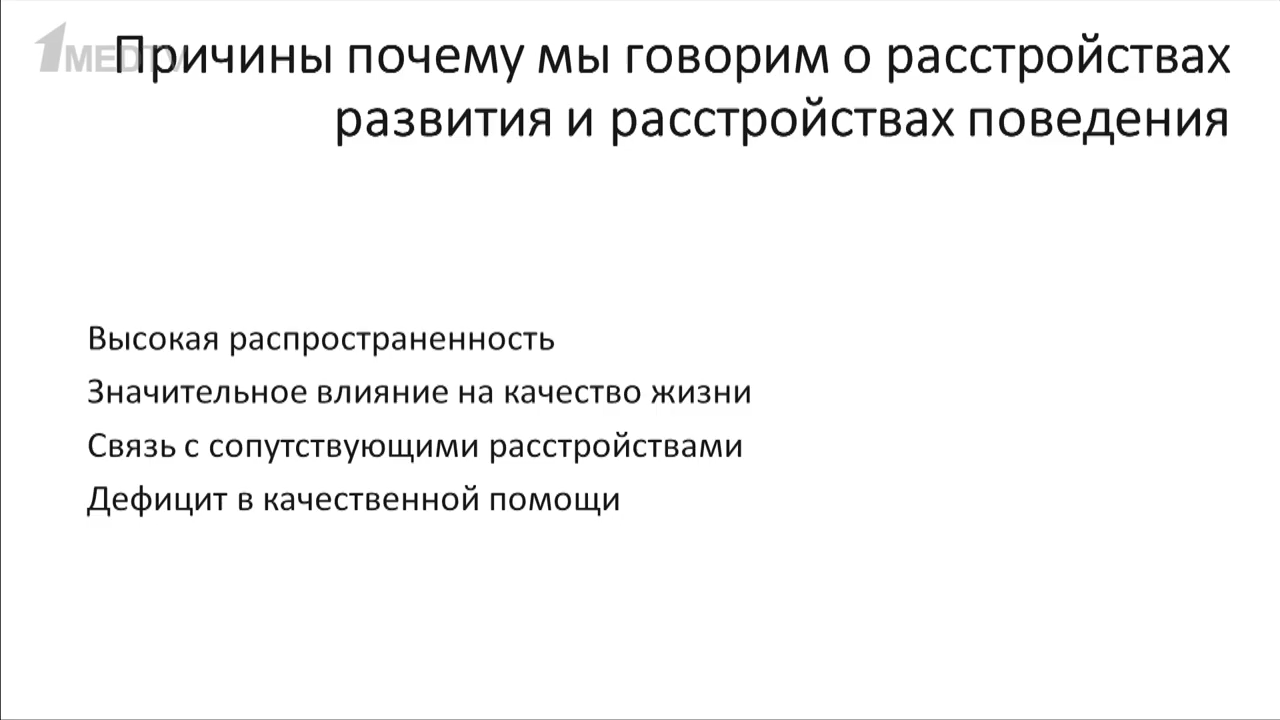 1MEDTV
Причины почему мы говорим о расстройствах
развития и расстройствах поведения
Высокая распространенность
Значительное влияние на качество жизни
Связь с сопутствующими расстройствами
Дефицит в качественной помощи